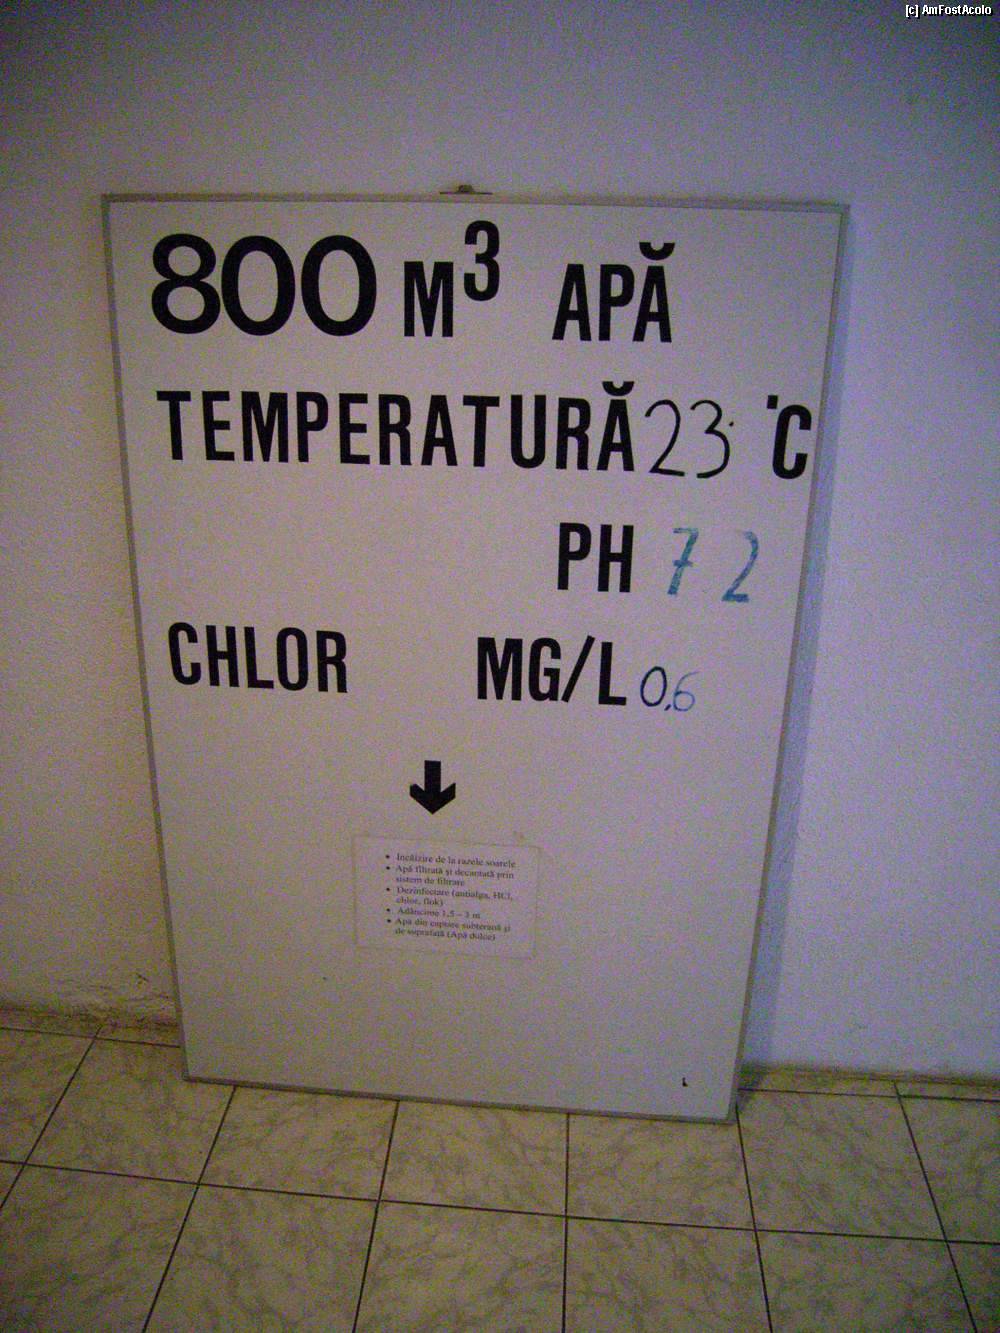 [c] AmFostAcolo
800 M³ APĂ
TEMPERATURĂ 23 °C
PH 7 2
CHLOR MG/L 0,6
• Încălzire de la razele soarelui
• Apă filtrată și decantată prin
sistem de filtrare
• Dezinfectare (antialga, HCl,
chlor, flok)
• Adâncime 1,5 – 3 m
• Apă din captare subterană și
de suprafață (Apă dulce)